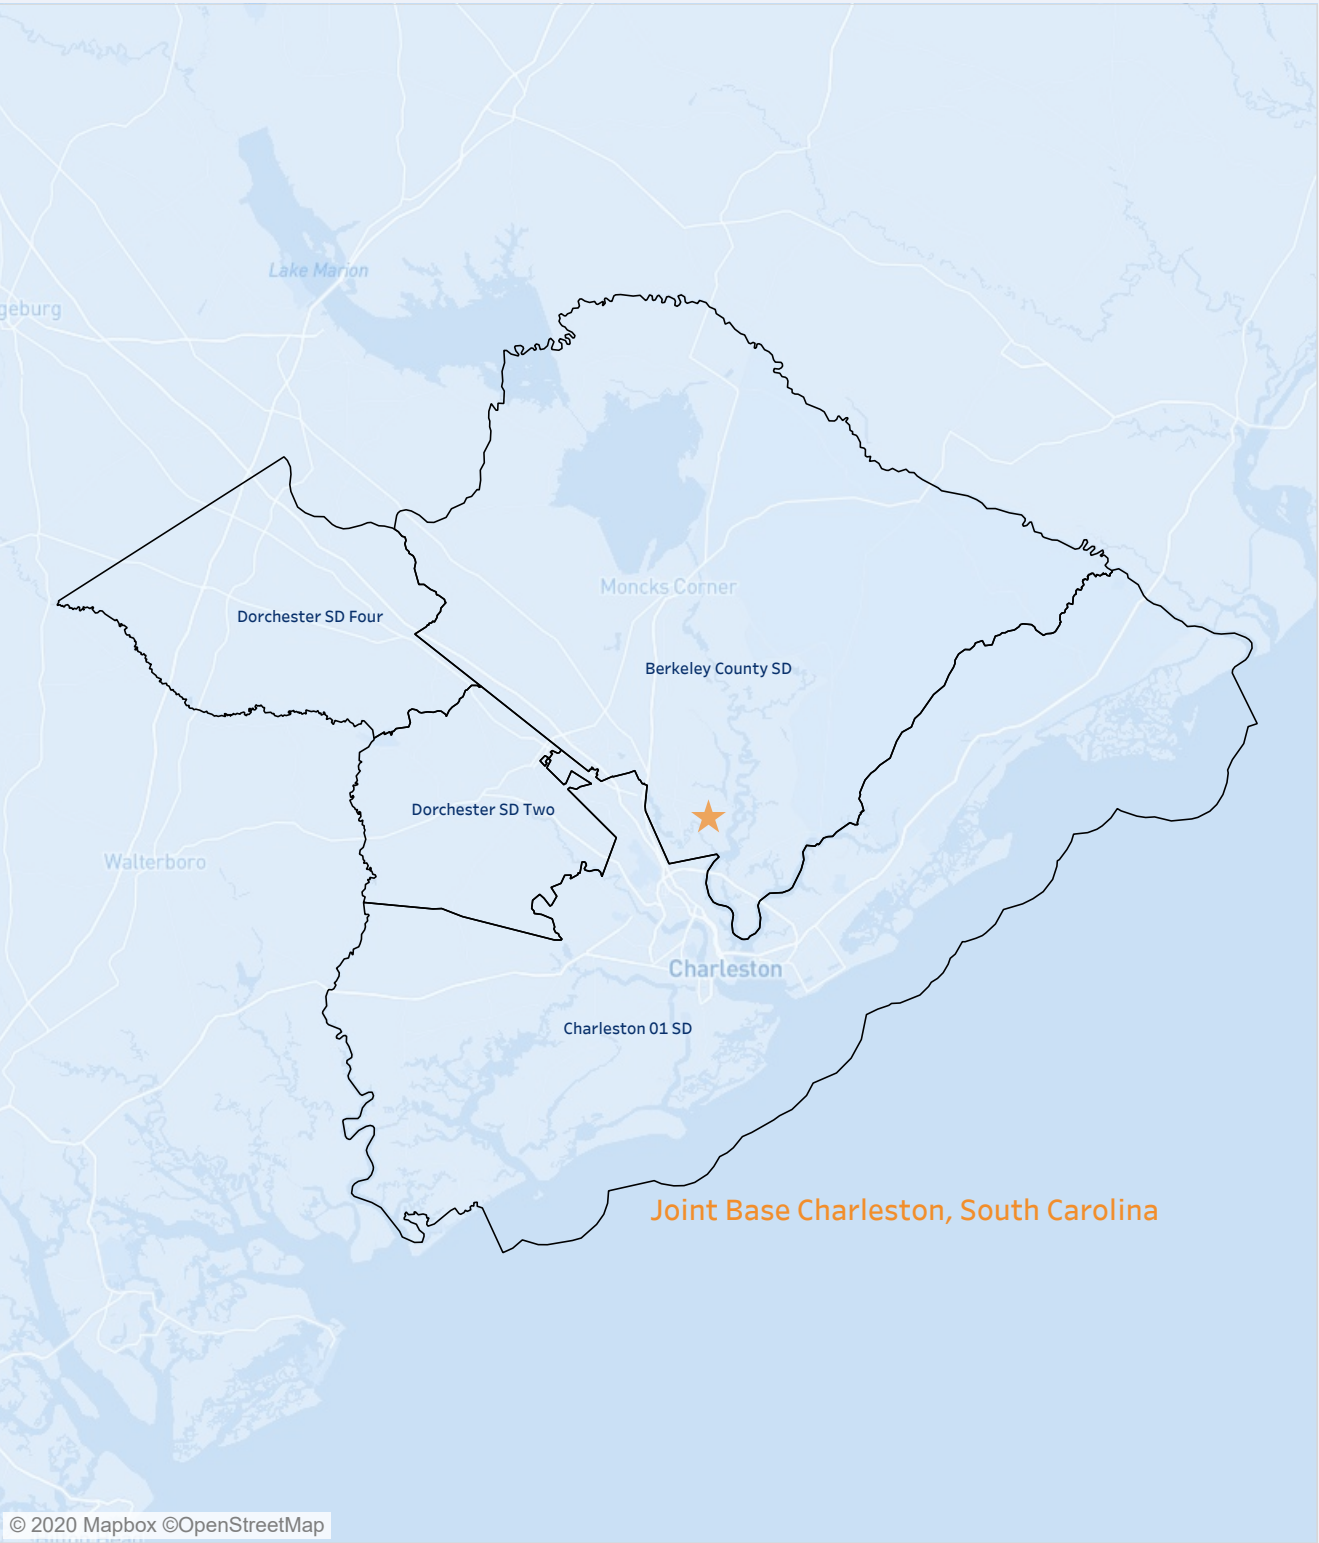 Lake Marion
geburg
Moncks Corner
Dorchester SD Four
Berkeley County SD
Dorchester SD Two
Walterboro
Charleston
Charleston 01 SD
Joint Base Charleston, South Carolina
© 2020 Mapbox ©OpenStreetMap